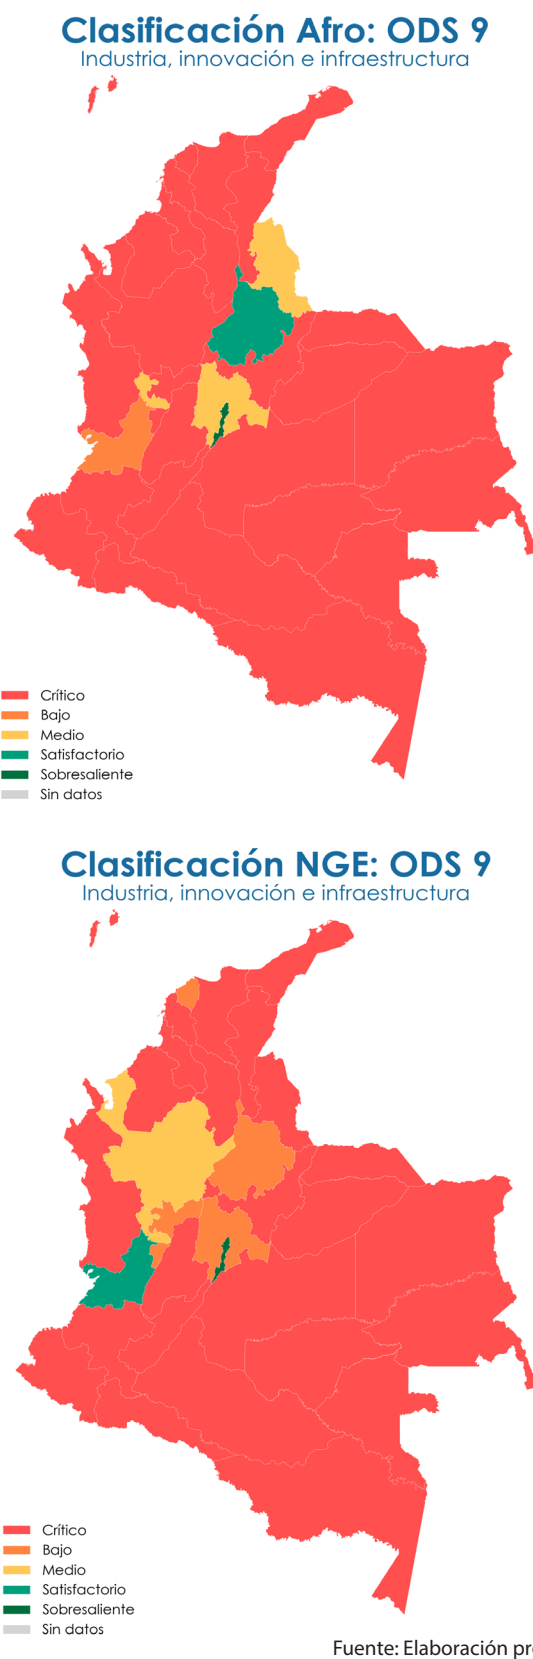 Clasificación Afro: ODS 9
Industria, innovación e infraestructura
Crítico
Bajo
Medio
Satisfactorio
Sobresaliente
Sin datos
Clasificación NGE: ODS 9
Industria, innovación e infraestructura
Crítico
Bajo
Medio
Satisfactorio
Sobresaliente
Sin datos
Fuente: Elaboración